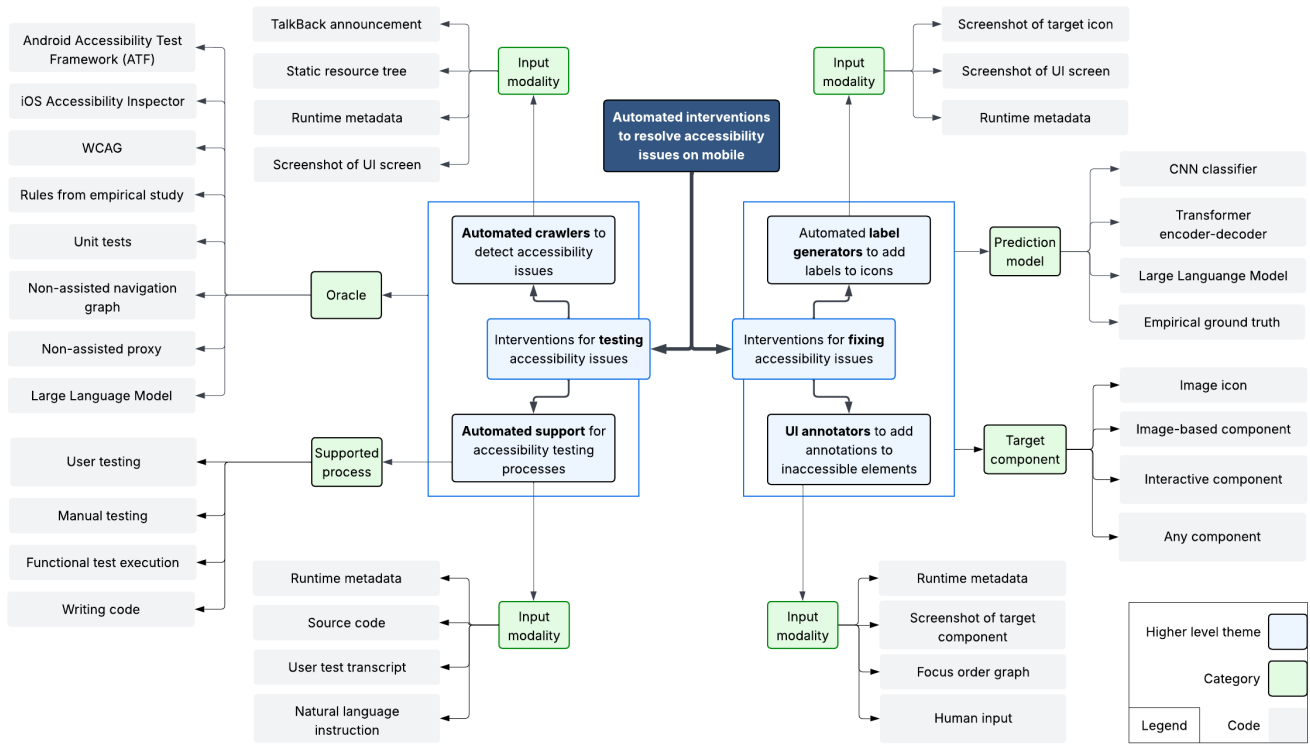 Automated interventions
to resolve accessibility
issues on mobile
Interventions for testing
accessibility issues
Automated crawlers to
detect accessibility
issues
Input
modality
TalkBack announcement
Static resource tree
Runtime metadata
Screenshot of UI screen
Oracle
Android Accessibility Test
Framework (ATF)
iOS Accessibility Inspector
WCAG
Rules from empirical study
Unit tests
Non-assisted navigation
graph
Non-assisted proxy
Large Language Model
Automated support for
accessibility testing
processes
Supported
process
User testing
Manual testing
Functional test execution
Writing code
Input
modality
Runtime metadata
Source code
User test transcript
Natural language
instruction
Interventions for fixing
accessibility issues
Automated label
generators to add
labels to icons
Input
modality
Screenshot of target icon
Screenshot of UI screen
Runtime metadata
Prediction
model
CNN classifier
Transformer
encoder-decoder
Large Languange Model
Empirical ground truth
UI annotators to add
annotations to
inaccessible elements
Target
component
Image icon
Image-based component
Interactive component
Any component
Input
modality
Runtime metadata
Screenshot of target
component
Focus order graph
Human input
Higher level theme
Category
Legend
Code